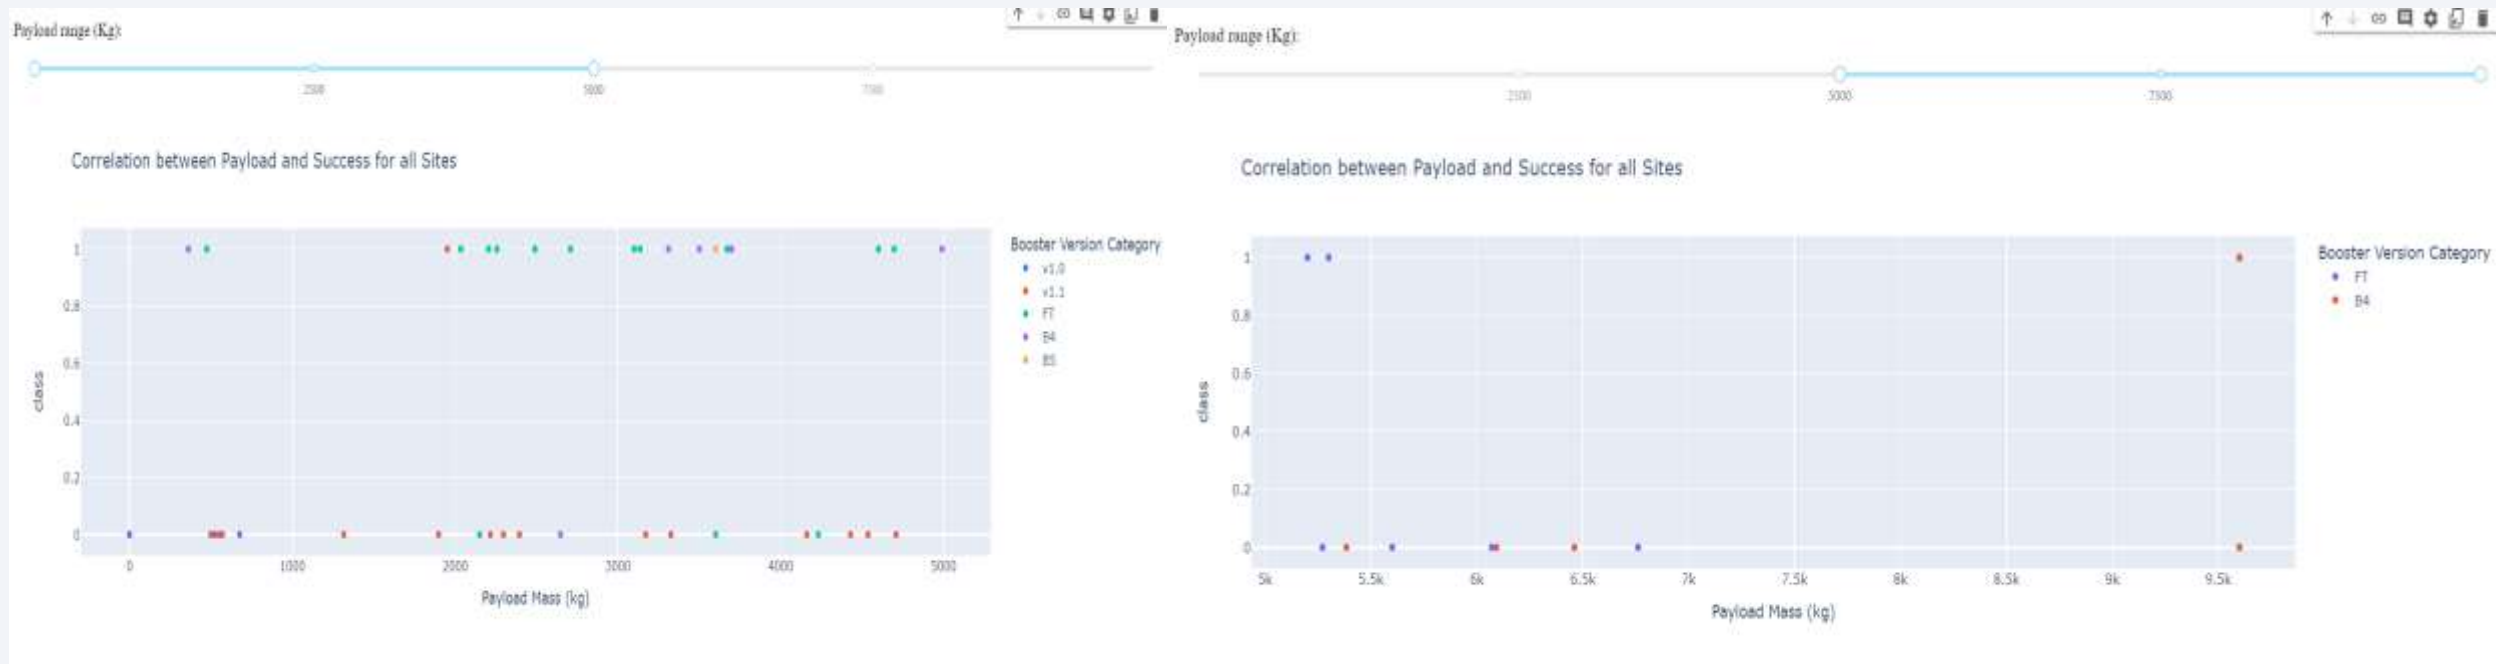 Payload range (Kg):
2500 5000 7500
Correlation between Payload and Success for all Sites
Booster Version Category
v1.0
v1.1
FT
B4
B5
1
0.8
0.6
0.4
0.2
0
class
0 1000 2000 3000 4000 5000
Payload Mass (kg)
Payload range (Kg):
2500 5000 7500
Correlation between Payload and Success for all Sites
Booster Version Category
FT
B4
1
0.8
0.6
0.4
0.2
0
class
5k 5.5k 6k 6.5k 7k 7.5k 8k 8.5k 9k 9.5k
Payload Mass (kg)